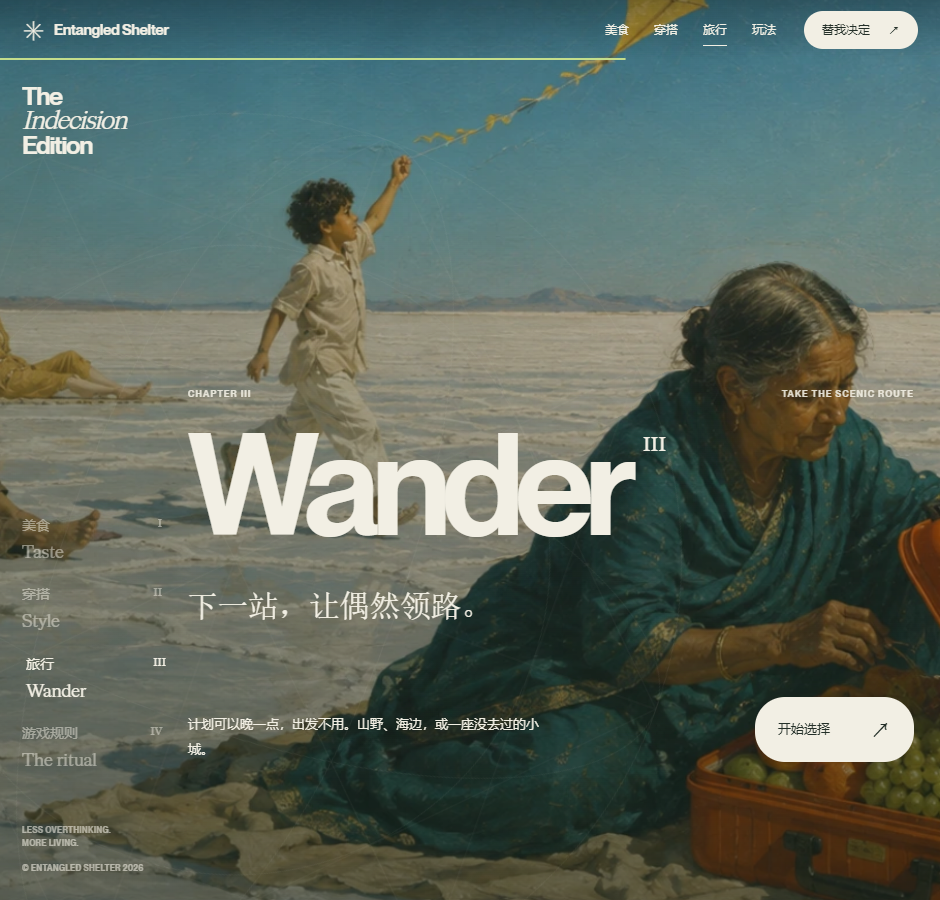 Entangled Shelter
美食 穿搭 旅行 玩法 替我决定 ↗
The
Indecision
Edition
CHAPTER III
TAKE THE SCENIC ROUTE
Wander III
美食 I
Taste
穿搭 II
Style
下一站，让偶然领路。
旅行 III
Wander
计划可以晚一点，出发不用。山野、海边，或一座没去过的小
城。
开始选择 ↗
游戏规则 IV
The ritual
LESS OVERTHINKING.
MORE LIVING.
© ENTANGLED SHELTER 2026